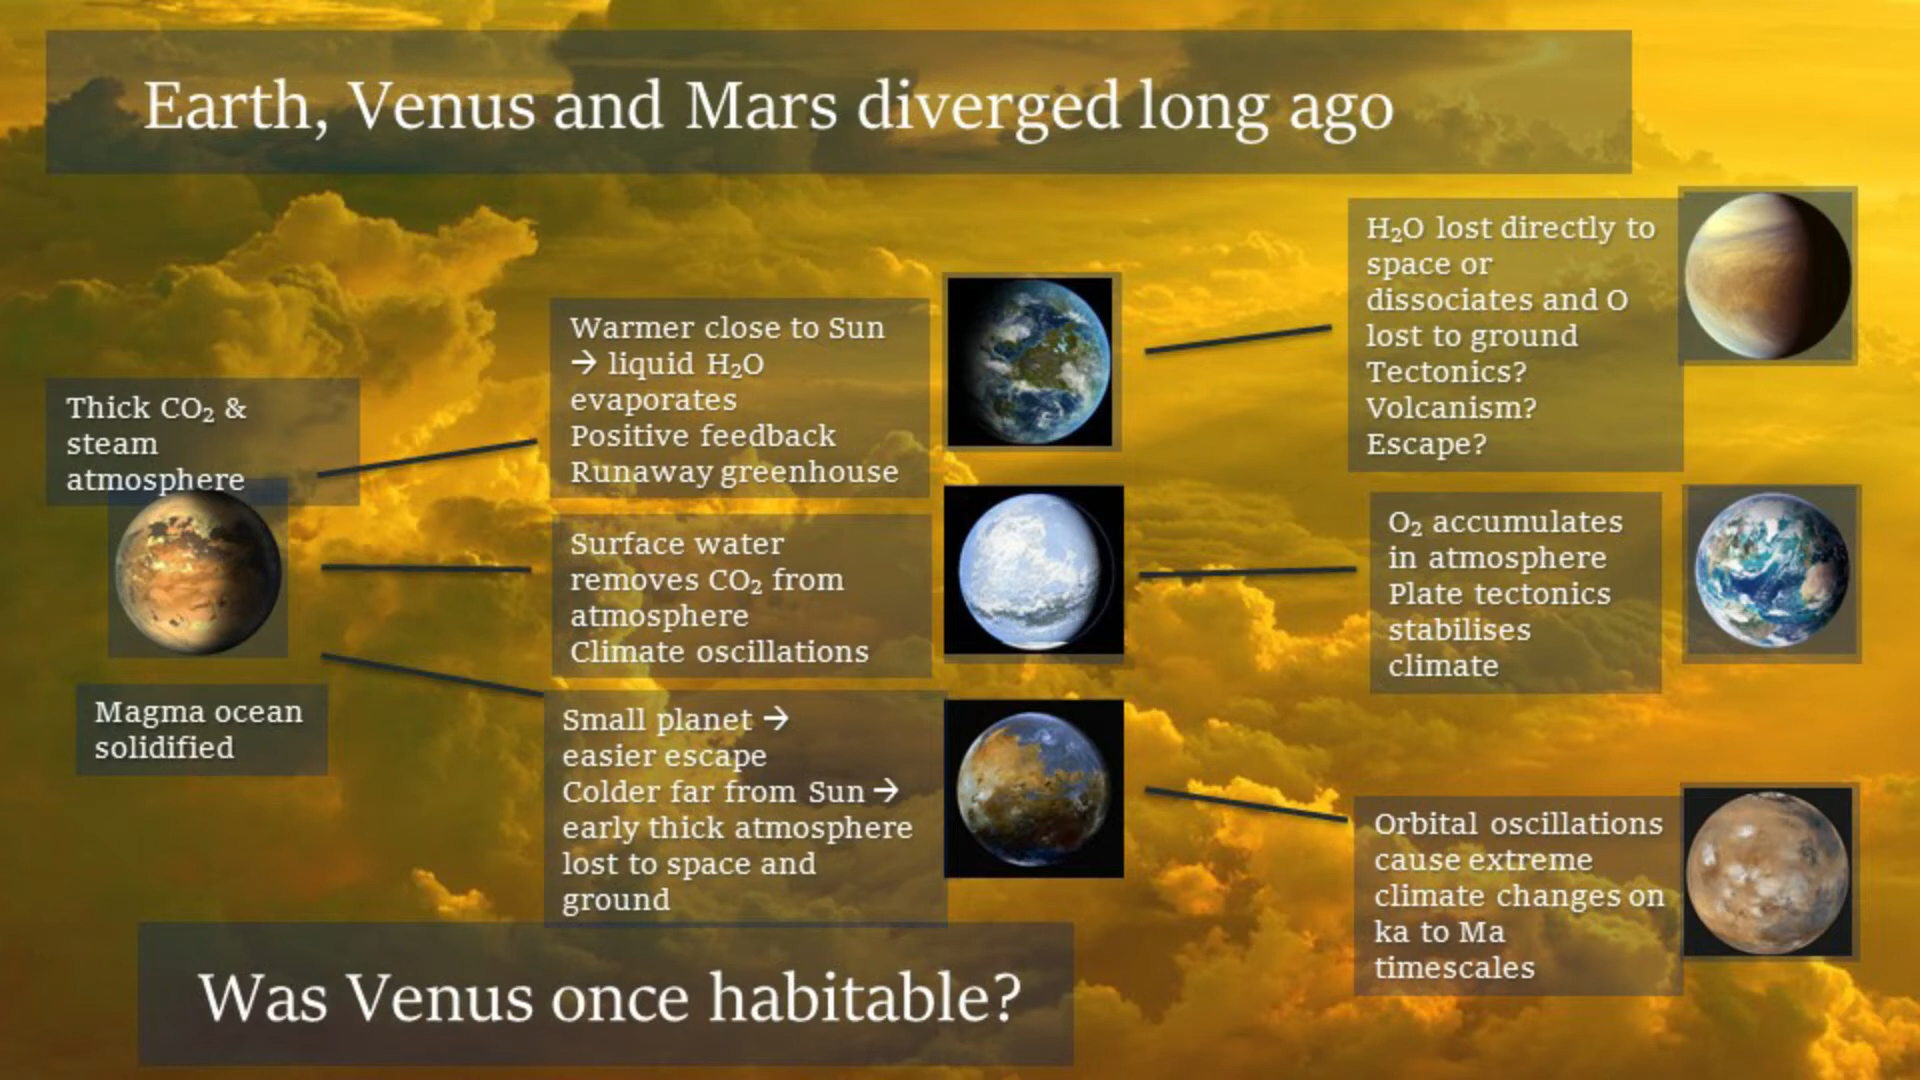 Earth, Venus and Mars diverged long ago
Thick CO₂ &
steam
atmosphere
Magma ocean
solidified
Warmer close to Sun
→ liquid H₂O
evaporates
Positive feedback
Runaway greenhouse
Surface water
removes CO₂ from
atmosphere
Climate oscillations
Small planet →
easier escape
Colder far from Sun →
early thick atmosphere
lost to space and
ground
H₂O lost directly to
space or
dissociates and O
lost to ground
Tectonics?
Volcanism?
Escape?
O₂ accumulates
in atmosphere
Plate tectonics
stabilises
climate
Orbital oscillations
cause extreme
climate changes on
ka to Ma
timescales
Was Venus once habitable?